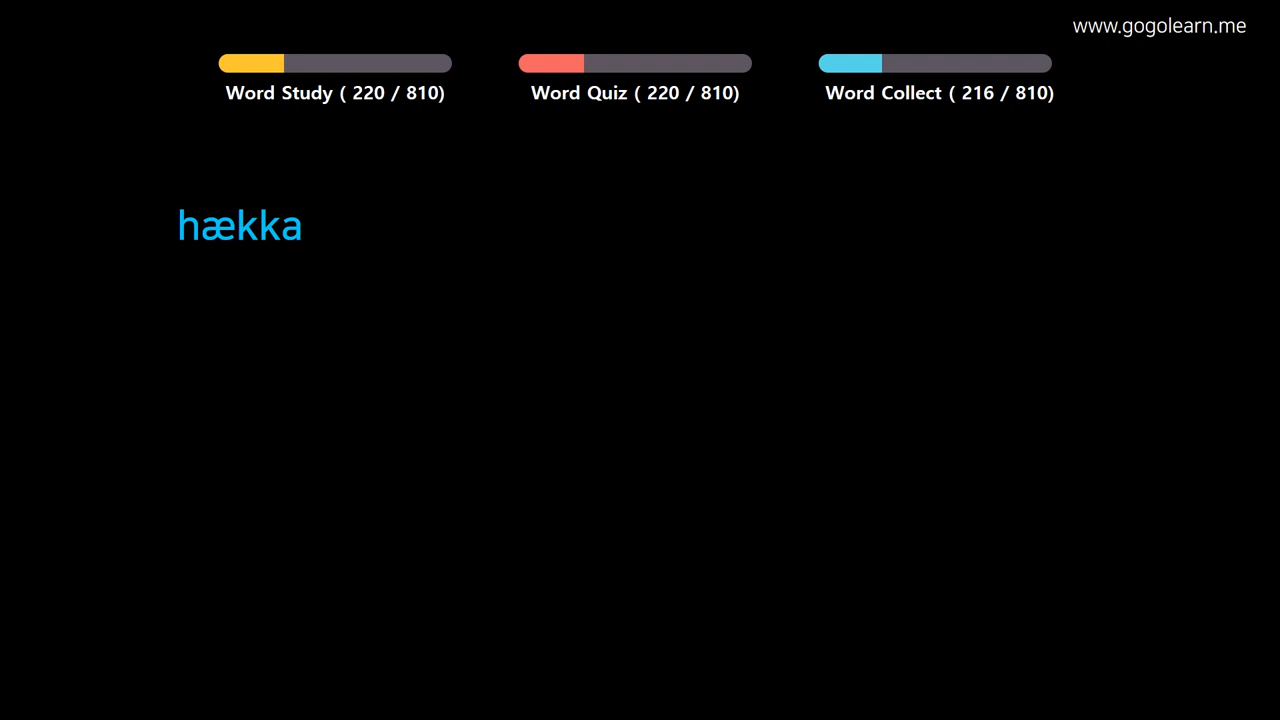 www.gogolearn.me
Word Study ( 220 / 810)
Word Quiz ( 220 / 810)
Word Collect ( 216 / 810)
hækka